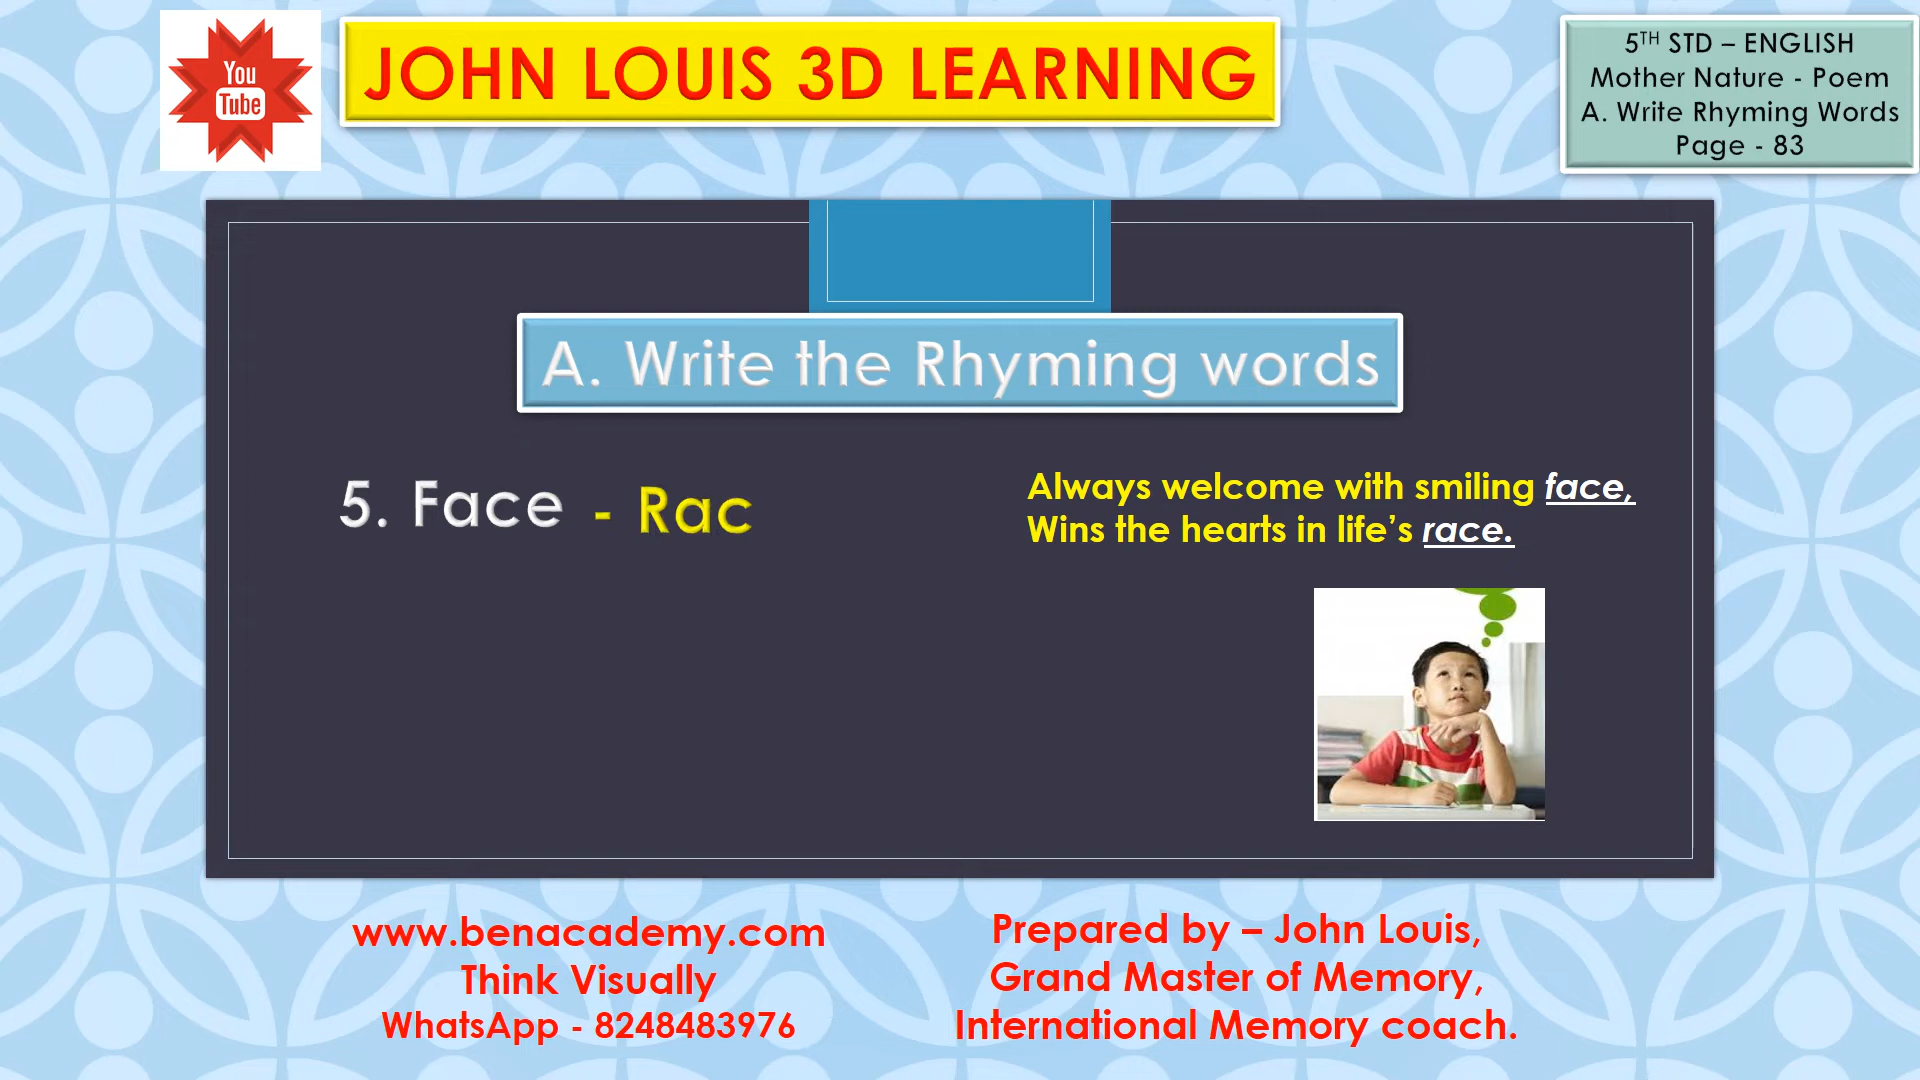 You
Tube
JOHN LOUIS 3D LEARNING
5TH STD – ENGLISH
Mother Nature - Poem
A. Write Rhyming Words
Page - 83
A. Write the Rhyming words
5. Face - Rac
Always welcome with smiling face,
Wins the hearts in life’s race.
www.benacademy.com
Think Visually
WhatsApp - 8248483976
Prepared by – John Louis,
Grand Master of Memory,
International Memory coach.